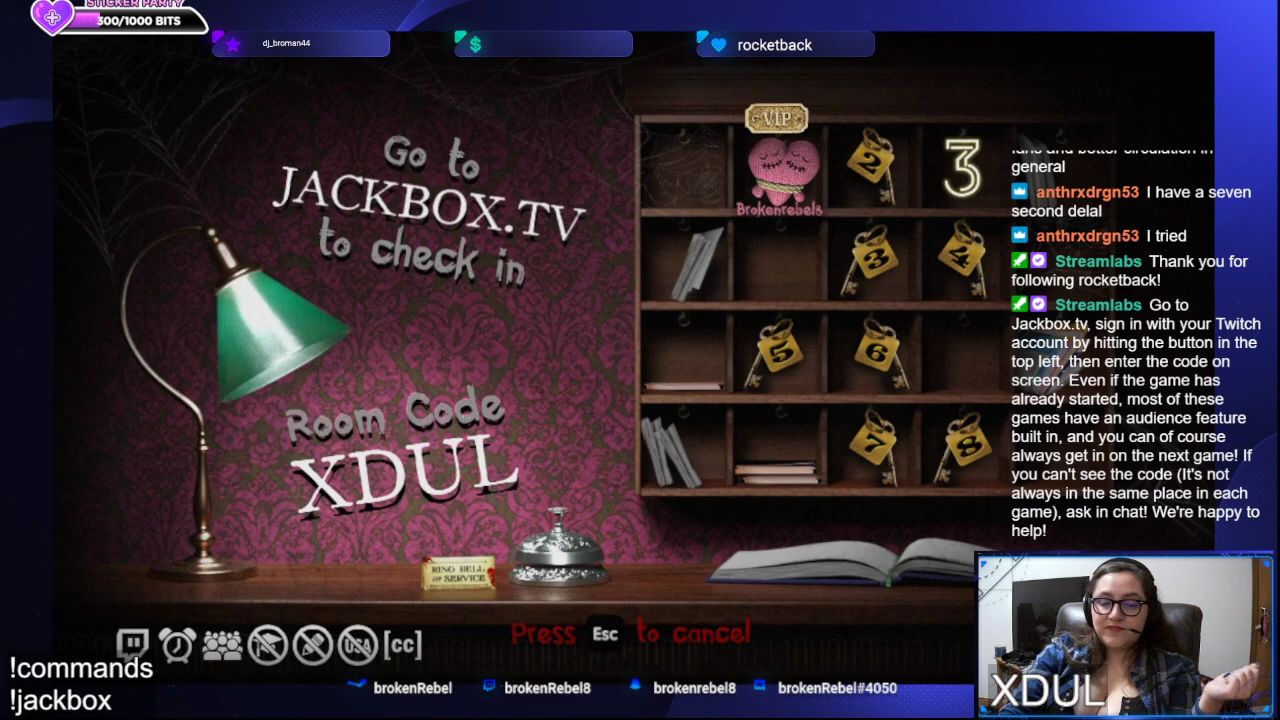 STICKER PARTY
300/1000 BITS
dj_broman44
$
rocketback
Go to
JACKBOX.TV
to check in
Room Code
XDUL
RING BELL
FOR SERVICE
VIP
Brokenrebel8
2
3
3
4
5
6
7
8
Press Esc to cancel
USA
[cc]
!commands
!jackbox
brokenRebel
brokenRebel8
brokenrebel8
brokenRebel#4050
fans and better circulation in
general
anthrxdrgn53 I have a seven
second delal
anthrxdrgn53 I tried
Streamlabs Thank you for
following rocketback!
Streamlabs Go to
Jackbox.tv, sign in with your Twitch
account by hitting the button in the
top left, then enter the code on
screen. Even if the game has
already started, most of these
games have an audience feature
built in, and you can of course
always get in on the next game! If
you can't see the code (It's not
always in the same place in each
game), ask in chat! We're happy to
help!
XDUL